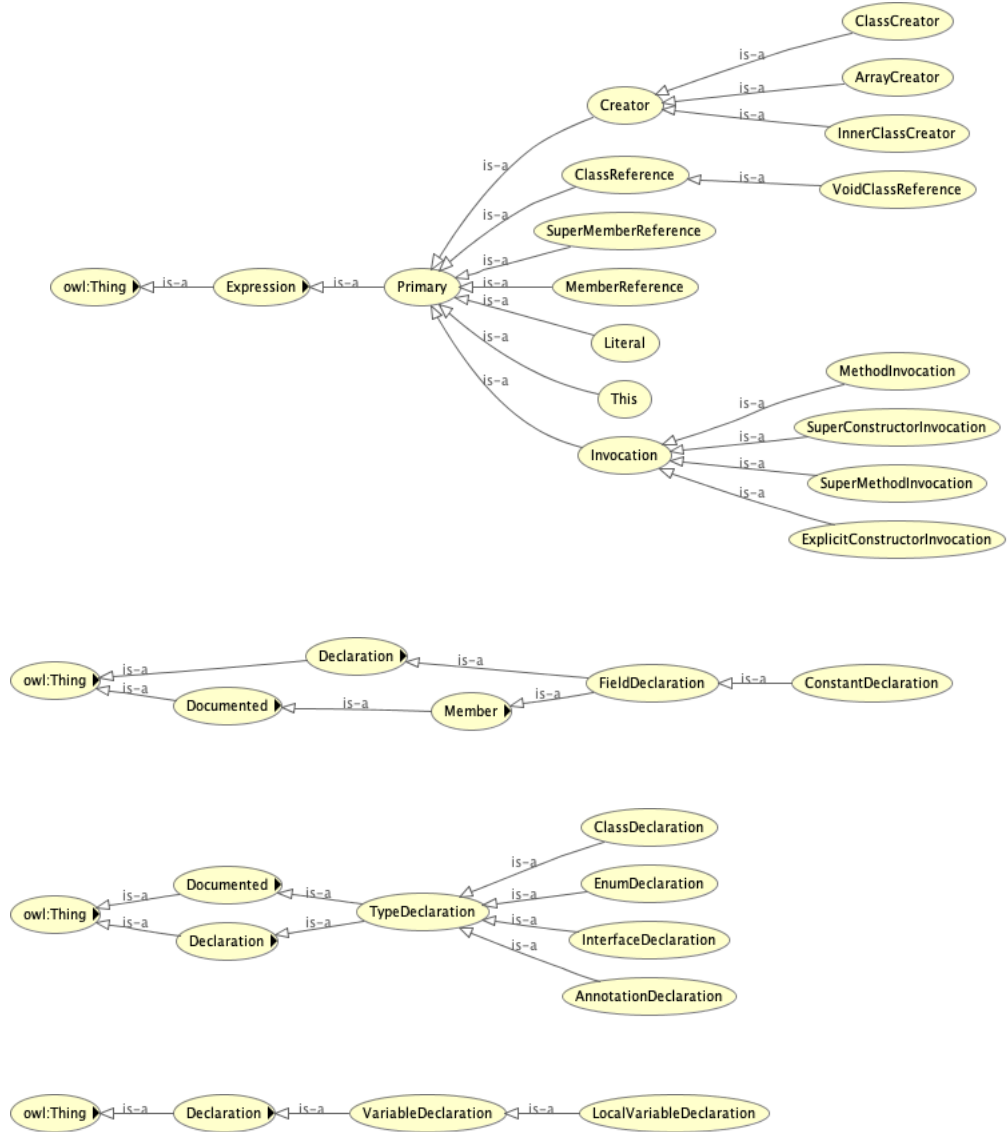 ClassCreator
is-a
ArrayCreator
is-a
Creator
is-a
InnerClassCreator
is-a
ClassReference
is-a
VoidClassReference
is-a
SuperMemberReference
is-a
owl:Thing
is-a
Expression
is-a
Primary
is-a
MemberReference
is-a
Literal
is-a
This
is-a
MethodInvocation
is-a
SuperConstructorInvocation
is-a
Invocation
is-a
SuperMethodInvocation
is-a
ExplicitConstructorInvocation
Declaration
is-a
is-a
owl:Thing
is-a
Documented
is-a
Member
is-a
FieldDeclaration
is-a
ConstantDeclaration
ClassDeclaration
is-a
Documented
is-a
is-a
EnumDeclaration
is-a
owl:Thing
TypeDeclaration
is-a
Declaration
is-a
is-a
InterfaceDeclaration
is-a
AnnotationDeclaration
owl:Thing
is-a
Declaration
is-a
VariableDeclaration
is-a
LocalVariableDeclaration